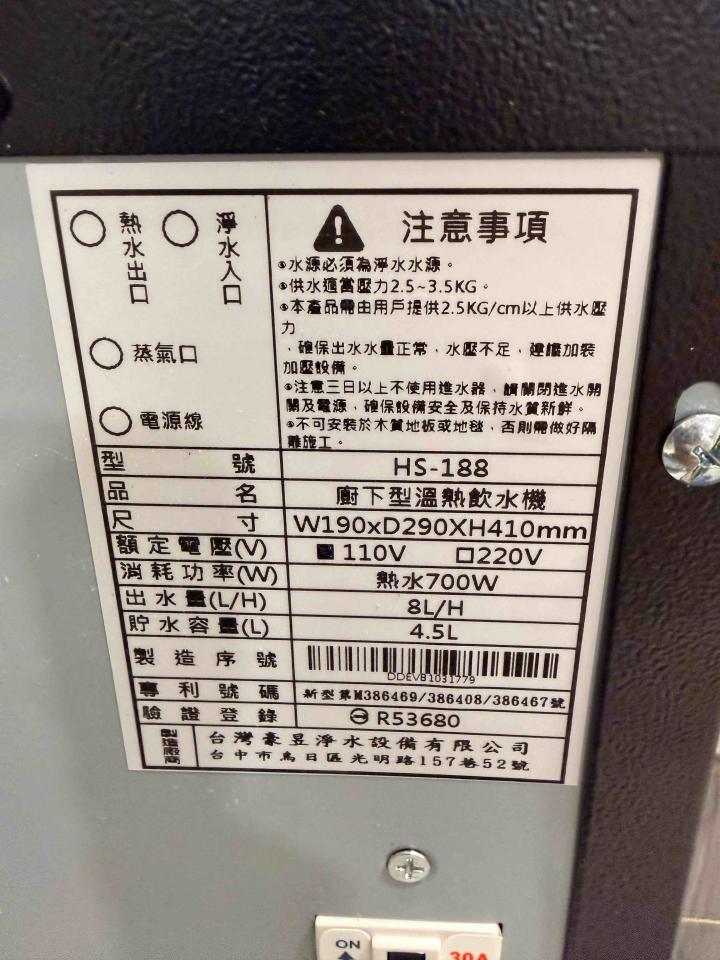 熱水出口
淨水入口
蒸氣口
電源線
注意事項
水源必須為淨水水源。
供水適當壓力2.5~3.5KG。
本產品需由用戶提供2.5KG/cm以上供水壓
力
，確保出水水量正常，水壓不足，建議加裝
加壓設備。
注意三日以上不使用進水器，請關閉進水開
關及電源，確保設備安全及保持水質新鮮。
不可安裝於木質地板或地毯，否則需做好隔
離施工。
型 號 HS-188
品 名 廚下型溫熱飲水機
尺 寸 W190xD290XH410mm
額定電壓(V) 110V □220V
消耗功率(W) 熱水700W
出水量(L/H) 8L/H
貯水容量(L) 4.5L
製造序號 DDEVB1031779
專利號碼 新型第M386469/386408/386467號
驗證登錄 R53680
製造廠商 台灣豪昱淨水設備有限公司
台中市烏日區光明路157巷52號
ON
30A